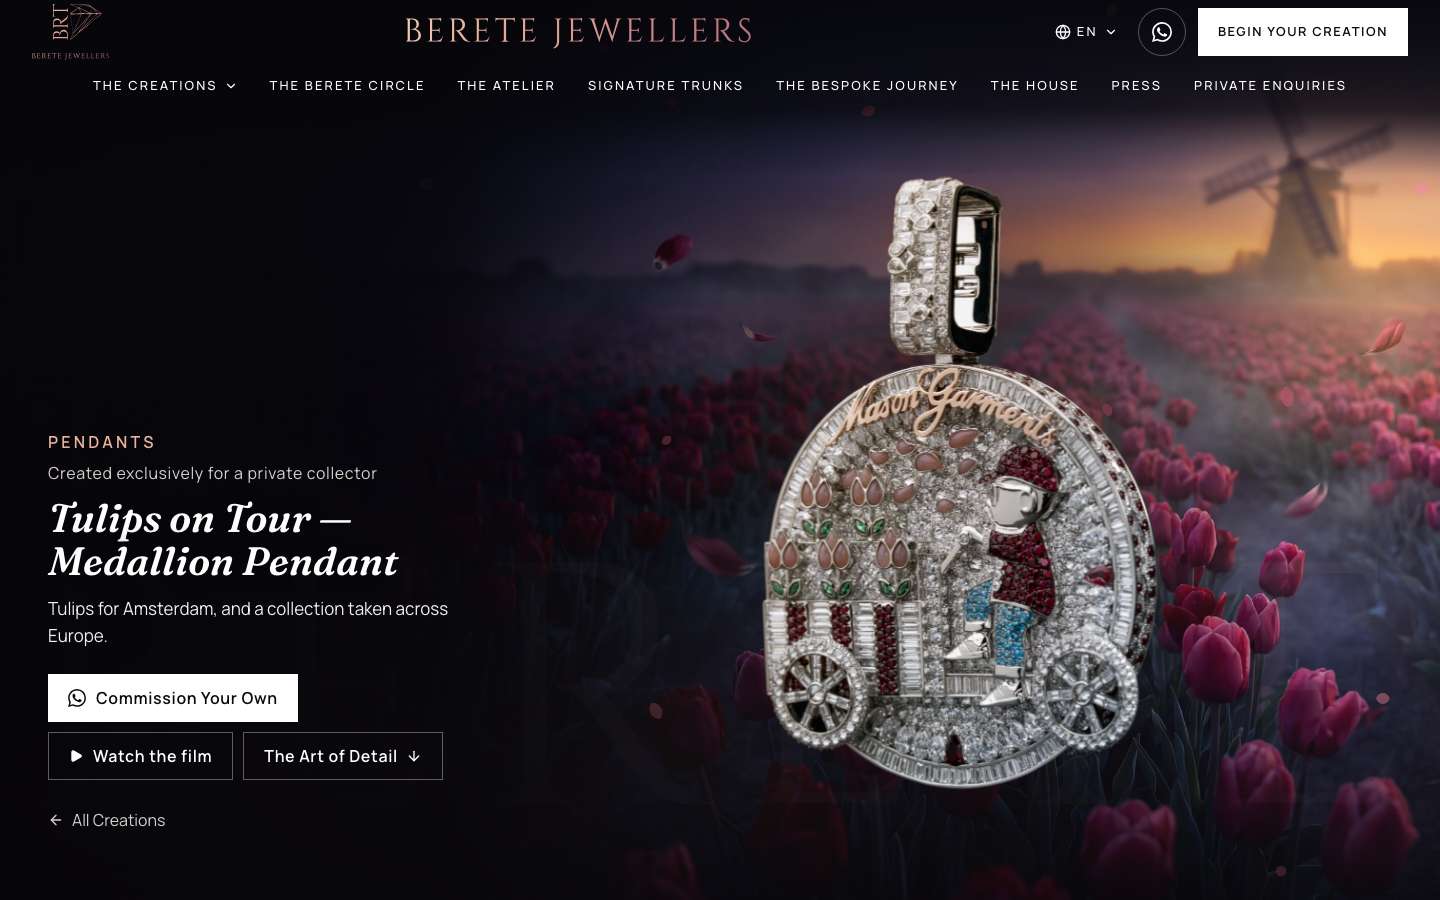 BRT
BERETE JEWELLERS
BERETE JEWELLERS
EN
BEGIN YOUR CREATION
THE CREATIONS
THE BERETE CIRCLE
THE ATELIER
SIGNATURE TRUNKS
THE BESPOKE JOURNEY
THE HOUSE
PRESS
PRIVATE ENQUIRIES
Mason Garments
PENDANTS
Created exclusively for a private collector
Tulips on Tour —
Medallion Pendant
Tulips for Amsterdam, and a collection taken across
Europe.
Commission Your Own
Watch the film
The Art of Detail
All Creations